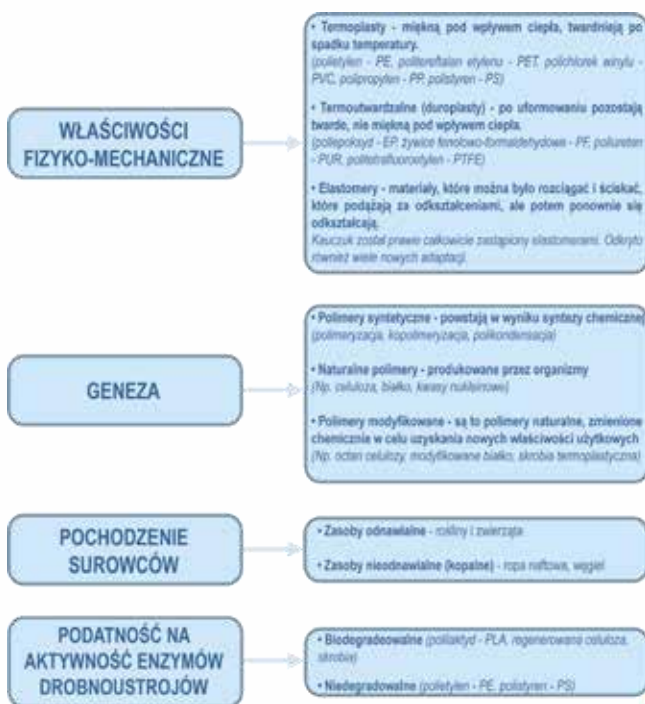 WŁAŚCIWOŚCI
FIZYKO-MECHANICZNE
• Termoplasty - miękną pod wpływem ciepła, twardnieją po
spadku temperatury.
(polietylen - PE, politereftalan etylenu - PET, polichlorek winylu -
PVC, polipropylen - PP, polistyren - PS)
• Termoutwardzalne (duroplasty) - po uformowaniu pozostają
twarde, nie miękną pod wpływem ciepła.
(poliepoksyd - EP, żywice fenolowo-formaldehydowe - PF, poliuretan
- PUR, politetrafluoroetylen - PTFE)
• Elastomery - materiały, które można było rozciągać i ściskać,
które podążają za odkształceniami, ale potem ponownie się
odkształcają.
Kauczuk został prawie całkowicie zastąpiony elastomerami. Odkryto
również wiele nowych adaptacji.
GENEZA
• Polimery syntetyczne - powstają w wyniku syntezy chemicznej
(polimeryzacja, kopolimeryzacja, polikondensacja)
• Naturalne polimery - produkowane przez organizmy
(Np. celuloza, białko, kwasy nukleinowe)
• Polimery modyfikowane - są to polimery naturalne, zmienione
chemicznie w celu uzyskania nowych właściwości użytkowych
(Np. octan celulozy, modyfikowane białko, skrobia termoplastyczna)
POCHODZENIE
SUROWCÓW
• Zasoby odnawialne - rośliny i zwierzęta
• Zasoby nieodnawialne (kopalne) - ropa naftowa, węgiel
PODATNOŚĆ NA
AKTYWNOŚĆ ENZYMÓW
DROBNOUSTROJÓW
• Biodegradeowalne (polilaktyd - PLA, regenerowana celuloza,
skrobia)
• Niedegradowalne (polietylen - PE, polistyren - PS)